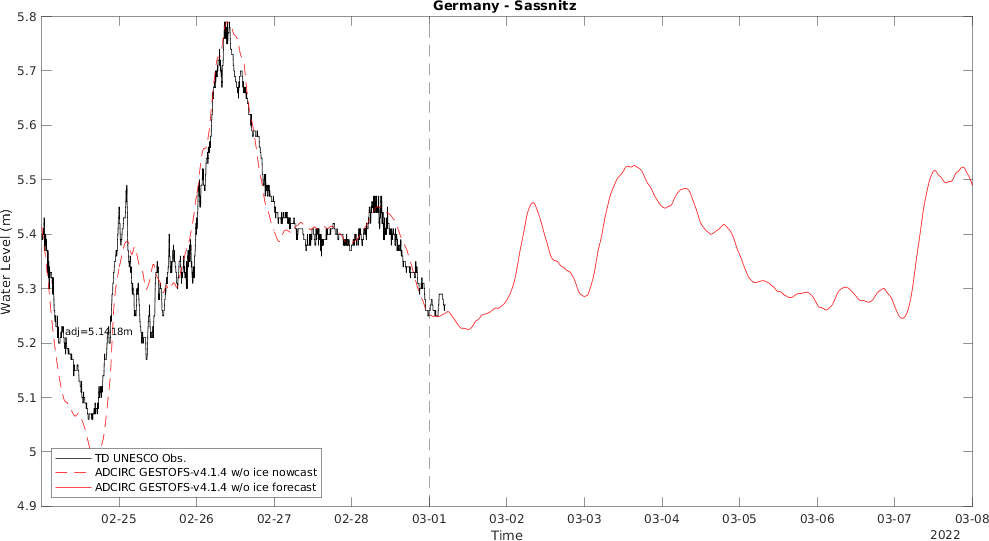 Germany - Sassnitz
5.8
5.7
5.6
5.5
5.4
5.3
5.2
5.1
5
4.9
Water Level (m)
adj=5.1418m
TD UNESCO Obs.
ADCIRC GESTOFS-v4.1.4 w/o ice nowcast
ADCIRC GESTOFS-v4.1.4 w/o ice forecast
02-25 02-26 02-27 02-28 03-01 03-02 03-03 03-04 03-05 03-06 03-07 03-08
Time
2022